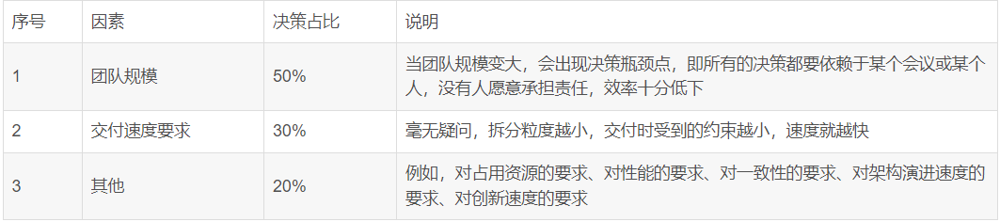 序号 因素 决策占比 说明
1 团队规模 50% 当团队规模变大，会出现决策瓶颈点，即所有的决策都要依赖于某个会议或某个
人，没有人愿意承担责任，效率十分低下
2 交付速度要求 30% 毫无疑问，拆分粒度越小，交付时受到的约束越小，速度就越快
3 其他 20% 例如，对占用资源的要求、对性能的要求、对一致性的要求、对架构演进速度的
要求、对创新速度的要求